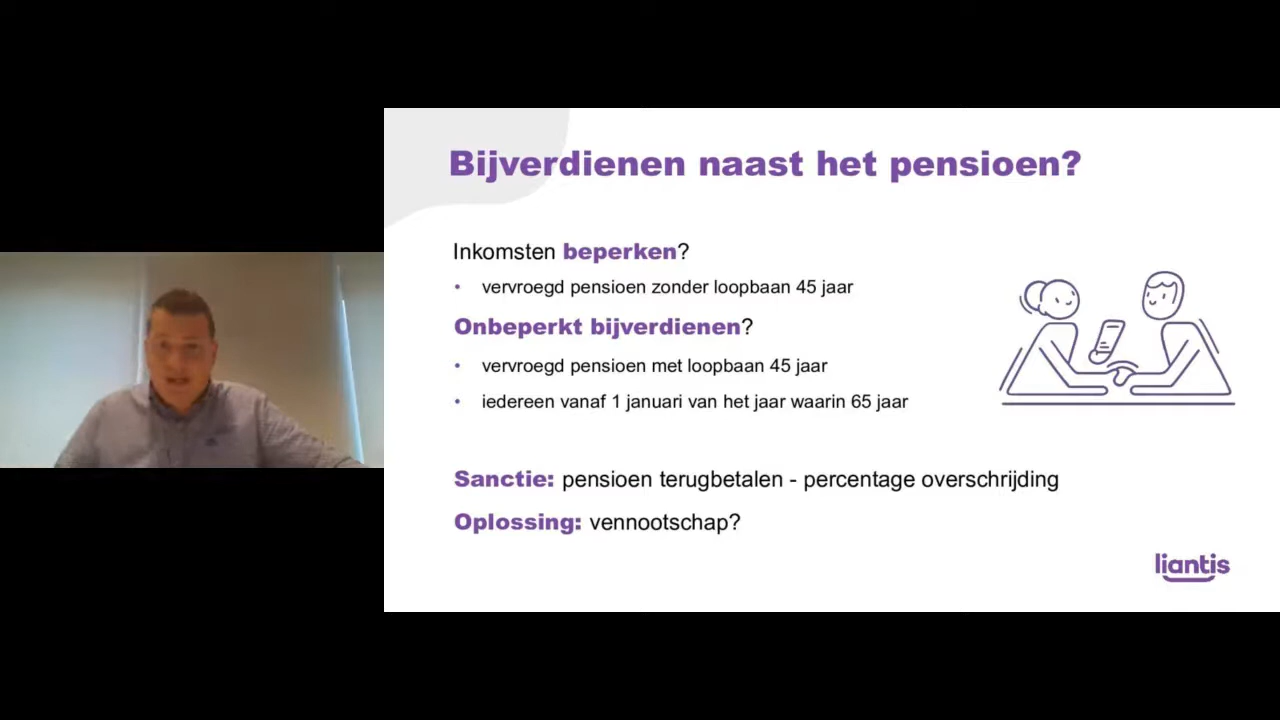 Bijverdienen naast het pensioen?
Inkomsten beperken?
• vervroegd pensioen zonder loopbaan 45 jaar
Onbeperkt bijverdienen?
• vervroegd pensioen met loopbaan 45 jaar
• iedereen vanaf 1 januari van het jaar waarin 65 jaar
Sanctie: pensioen terugbetalen - percentage overschrijding
Oplossing: vennootschap?
liantis